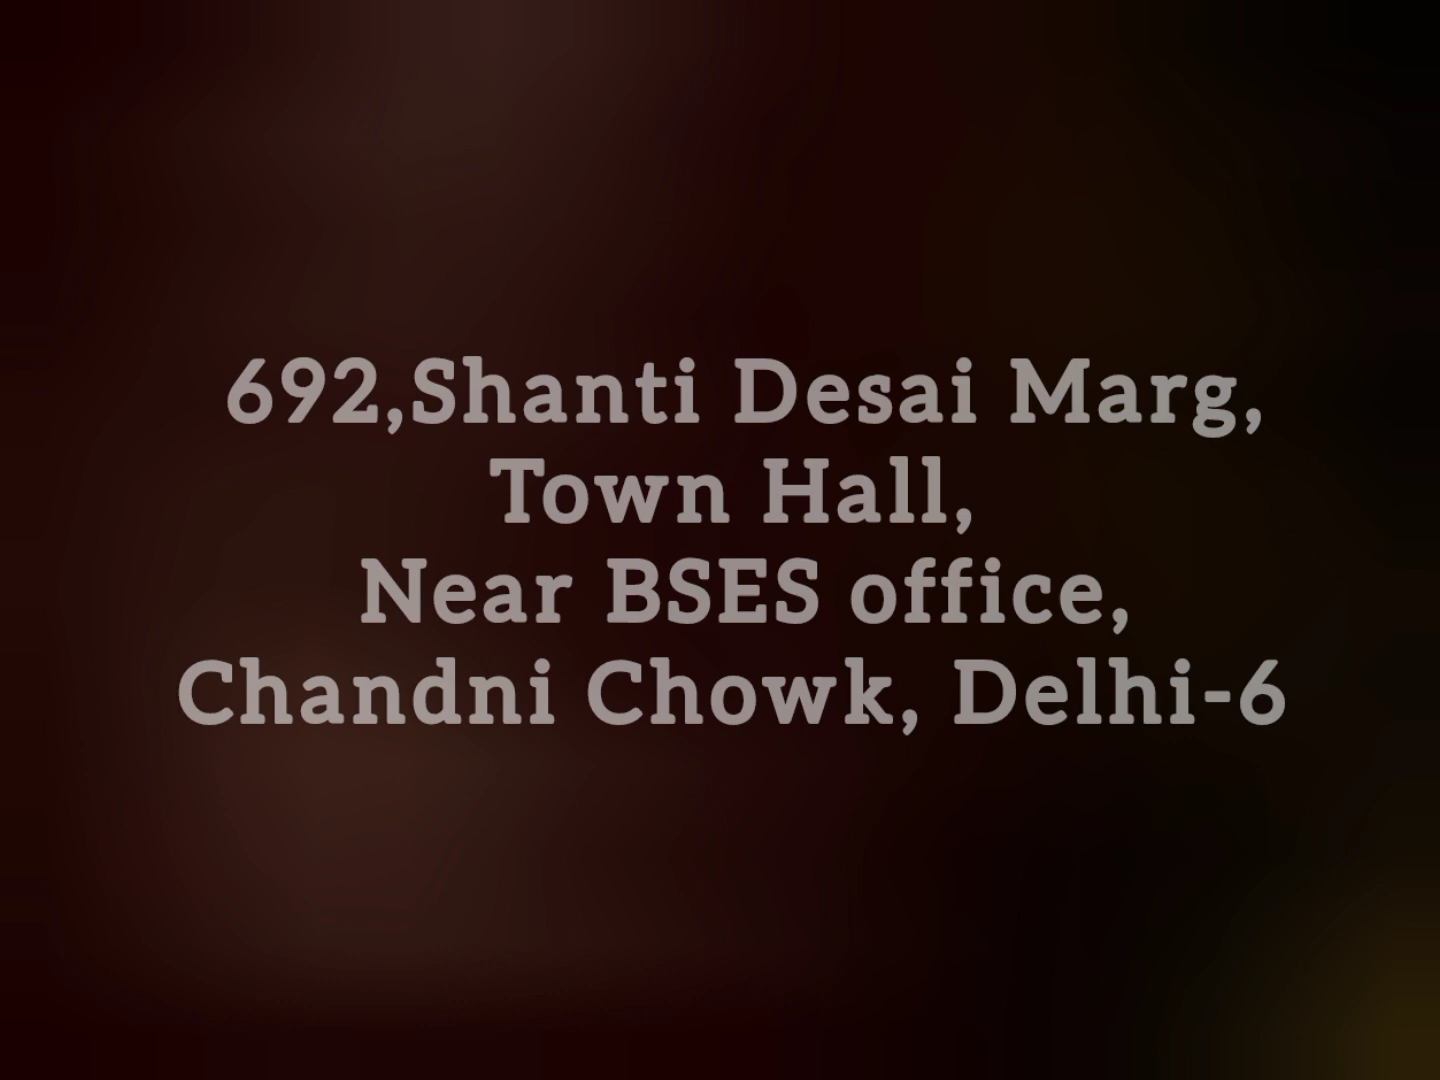 692,Shanti Desai Marg,
Town Hall,
Near BSES office,
Chandni Chowk, Delhi-6